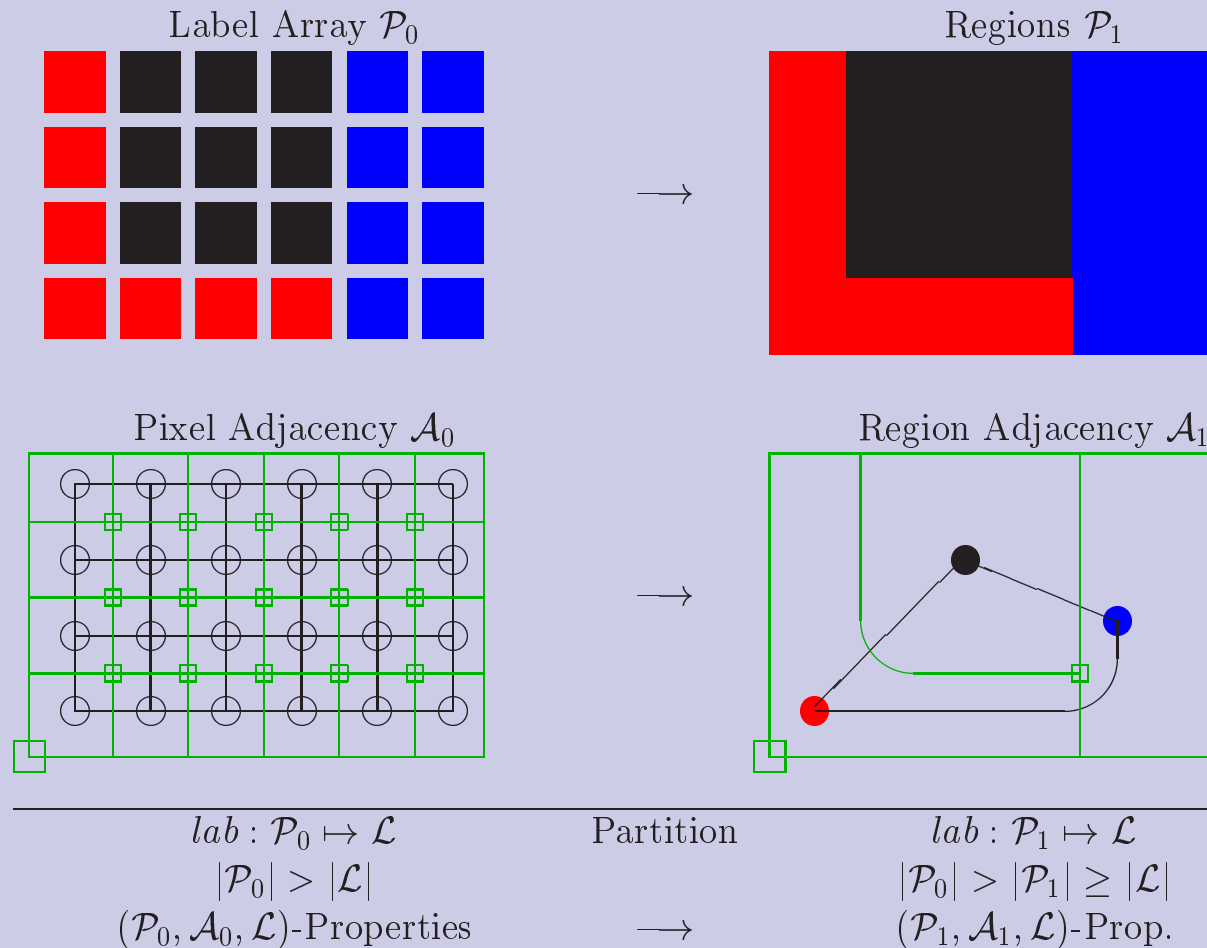 Label Array 𝒫₀
Regions 𝒫₁
⟶
Pixel Adjacency 𝒜₀
Region Adjacency 𝒜₁
⟶
lab : 𝒫₀ ↦ ℒ
Partition
lab : 𝒫₁ ↦ ℒ
|𝒫₀| > |ℒ|
|𝒫₀| > |𝒫₁| ≥ |ℒ|
(𝒫₀, 𝒜₀, ℒ)-Properties
⟶
(𝒫₁, 𝒜₁, ℒ)-Prop.